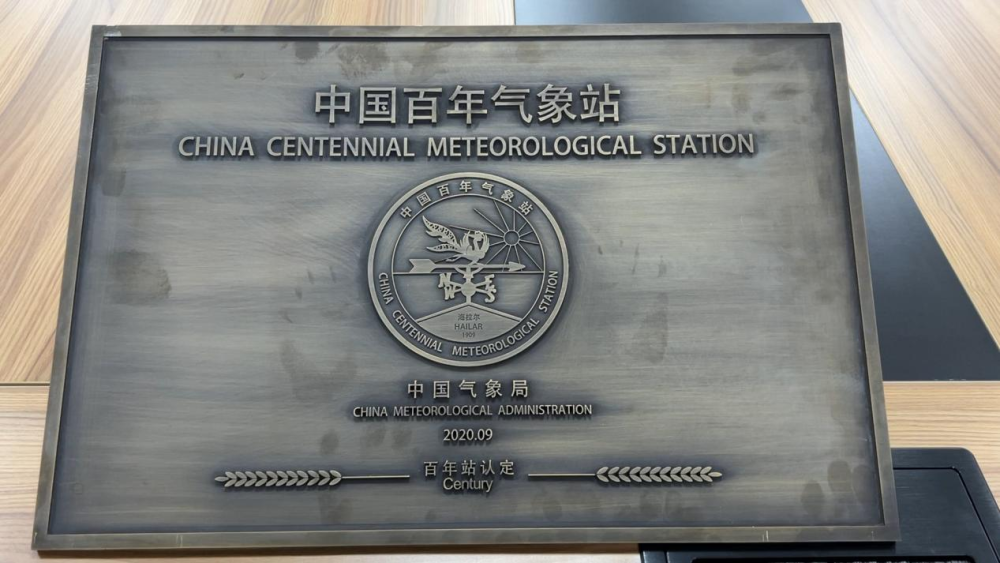 中国百年气象站
CHINA CENTENNIAL METEOROLOGICAL STATION
中国百年气象站
N E
W S
海拉尔
HAILAR
1909
CHINA CENTENNIAL METEOROLOGICAL STATION
中国气象局
CHINA METEOROLOGICAL ADMINISTRATION
2020.09
百年站认定
Century